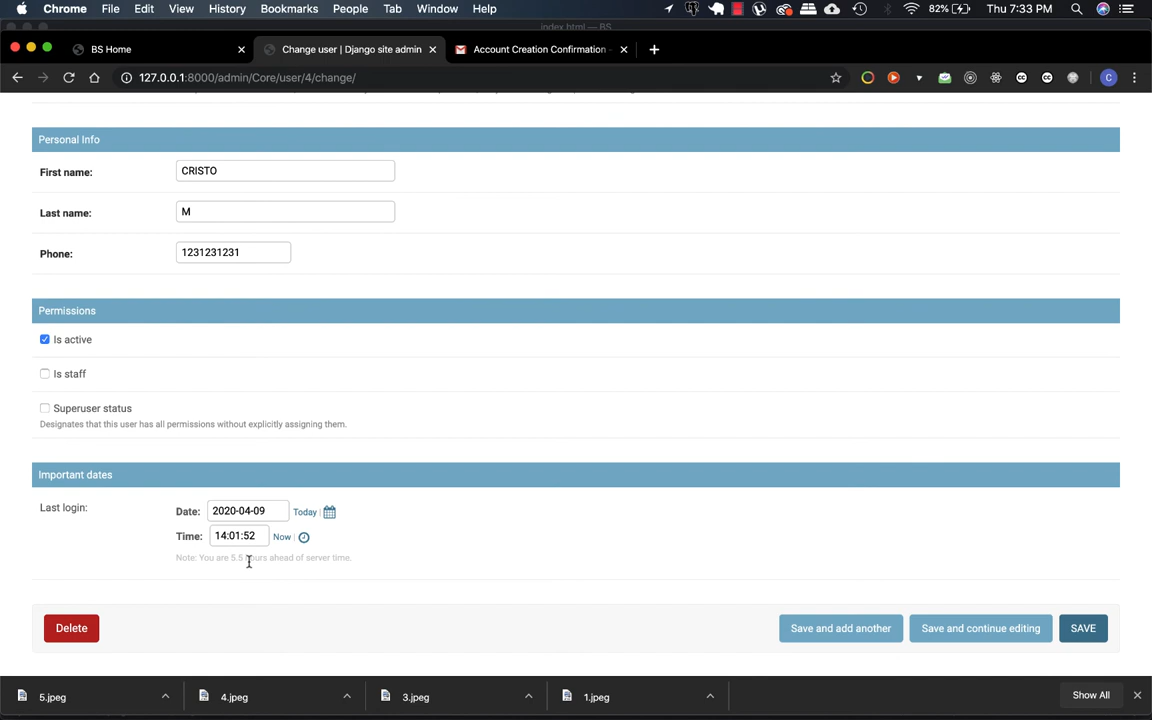 Chrome File Edit View History Bookmarks People Tab Window Help 82% Thu 7:33 PM
index.html — BS
BS Home Change user | Django site admin Account Creation Confirmation
127.0.0.1:8000/admin/Core/user/4/change/ C
Personal Info
First name: CRISTO
Last name: M
Phone: 1231231231
Permissions
Is active
Is staff
Superuser status
Designates that this user has all permissions without explicitly assigning them.
Important dates
Last login:
Date: 2020-04-09 Today |
Time: 14:01:52 Now |
Note: You are 5.5 hours ahead of server time.
Delete Save and add another Save and continue editing SAVE
5.jpeg 4.jpeg 3.jpeg 1.jpeg Show All